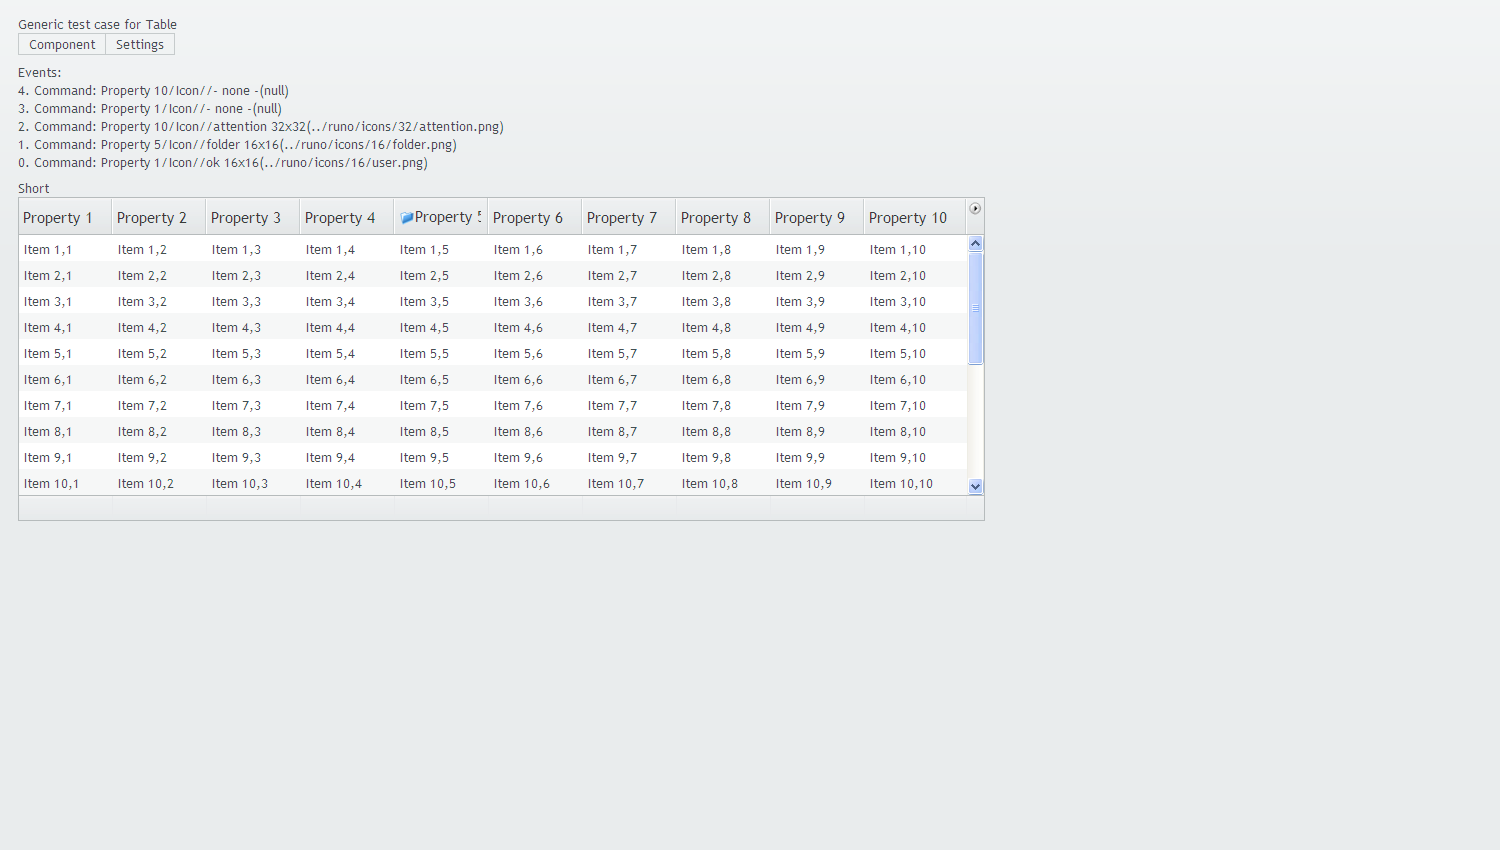 Generic test case for Table
Component Settings
Events:
4. Command: Property 10/Icon//- none -(null)
3. Command: Property 1/Icon//- none -(null)
2. Command: Property 10/Icon//attention 32x32(../runo/icons/32/attention.png)
1. Command: Property 5/Icon//folder 16x16(../runo/icons/16/folder.png)
0. Command: Property 1/Icon//ok 16x16(../runo/icons/16/user.png)
Short
Property 1 Property 2 Property 3 Property 4 Property 5 Property 6 Property 7 Property 8 Property 9 Property 10
Item 1,1 Item 1,2 Item 1,3 Item 1,4 Item 1,5 Item 1,6 Item 1,7 Item 1,8 Item 1,9 Item 1,10
Item 2,1 Item 2,2 Item 2,3 Item 2,4 Item 2,5 Item 2,6 Item 2,7 Item 2,8 Item 2,9 Item 2,10
Item 3,1 Item 3,2 Item 3,3 Item 3,4 Item 3,5 Item 3,6 Item 3,7 Item 3,8 Item 3,9 Item 3,10
Item 4,1 Item 4,2 Item 4,3 Item 4,4 Item 4,5 Item 4,6 Item 4,7 Item 4,8 Item 4,9 Item 4,10
Item 5,1 Item 5,2 Item 5,3 Item 5,4 Item 5,5 Item 5,6 Item 5,7 Item 5,8 Item 5,9 Item 5,10
Item 6,1 Item 6,2 Item 6,3 Item 6,4 Item 6,5 Item 6,6 Item 6,7 Item 6,8 Item 6,9 Item 6,10
Item 7,1 Item 7,2 Item 7,3 Item 7,4 Item 7,5 Item 7,6 Item 7,7 Item 7,8 Item 7,9 Item 7,10
Item 8,1 Item 8,2 Item 8,3 Item 8,4 Item 8,5 Item 8,6 Item 8,7 Item 8,8 Item 8,9 Item 8,10
Item 9,1 Item 9,2 Item 9,3 Item 9,4 Item 9,5 Item 9,6 Item 9,7 Item 9,8 Item 9,9 Item 9,10
Item 10,1 Item 10,2 Item 10,3 Item 10,4 Item 10,5 Item 10,6 Item 10,7 Item 10,8 Item 10,9 Item 10,10